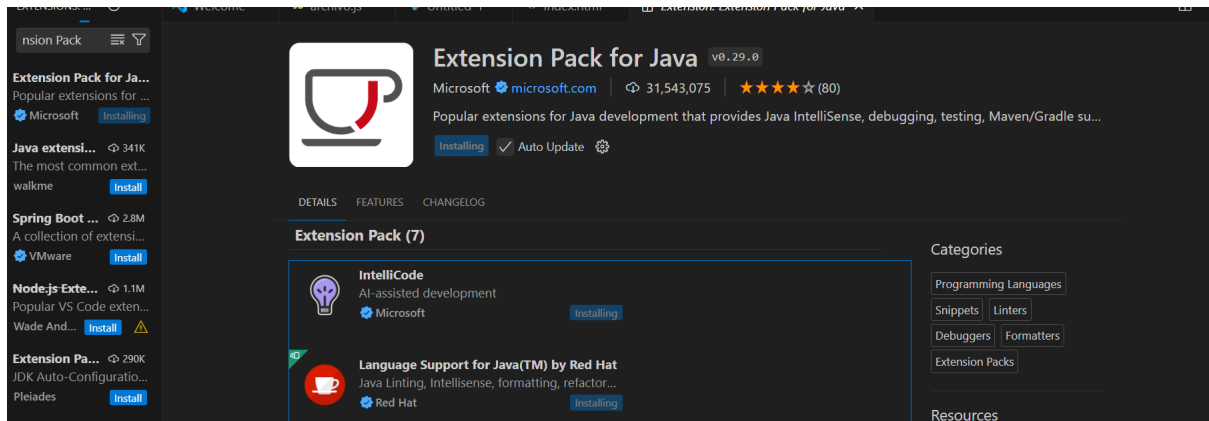 nsion Pack
Extension Pack for Ja...
Popular extensions for ...
Microsoft Installing
Java extensi... 341K
The most common ext...
walkme Install
Spring Boot ... 2.8M
A collection of extensi...
VMware Install
Node.js Exte... 1.1M
Popular VS Code exten...
Wade And... Install
Extension Pa... 290K
JDK Auto-Configuratio...
Pleiades Install
Welcome archivo.js index.html Extension: Extension Pack for Java
Extension Pack for Java v0.29.0
Microsoft microsoft.com 31,543,075 (80)
Popular extensions for Java development that provides Java IntelliSense, debugging, testing, Maven/Gradle su...
Installing Auto Update
DETAILS FEATURES CHANGELOG
Extension Pack (7)
IntelliCode
AI-assisted development
Microsoft Installing
Language Support for Java(TM) by Red Hat
Java Linting, Intellisense, formatting, refactor...
Red Hat Installing
Categories
Programming Languages
Snippets Linters
Debuggers Formatters
Extension Packs
Resources